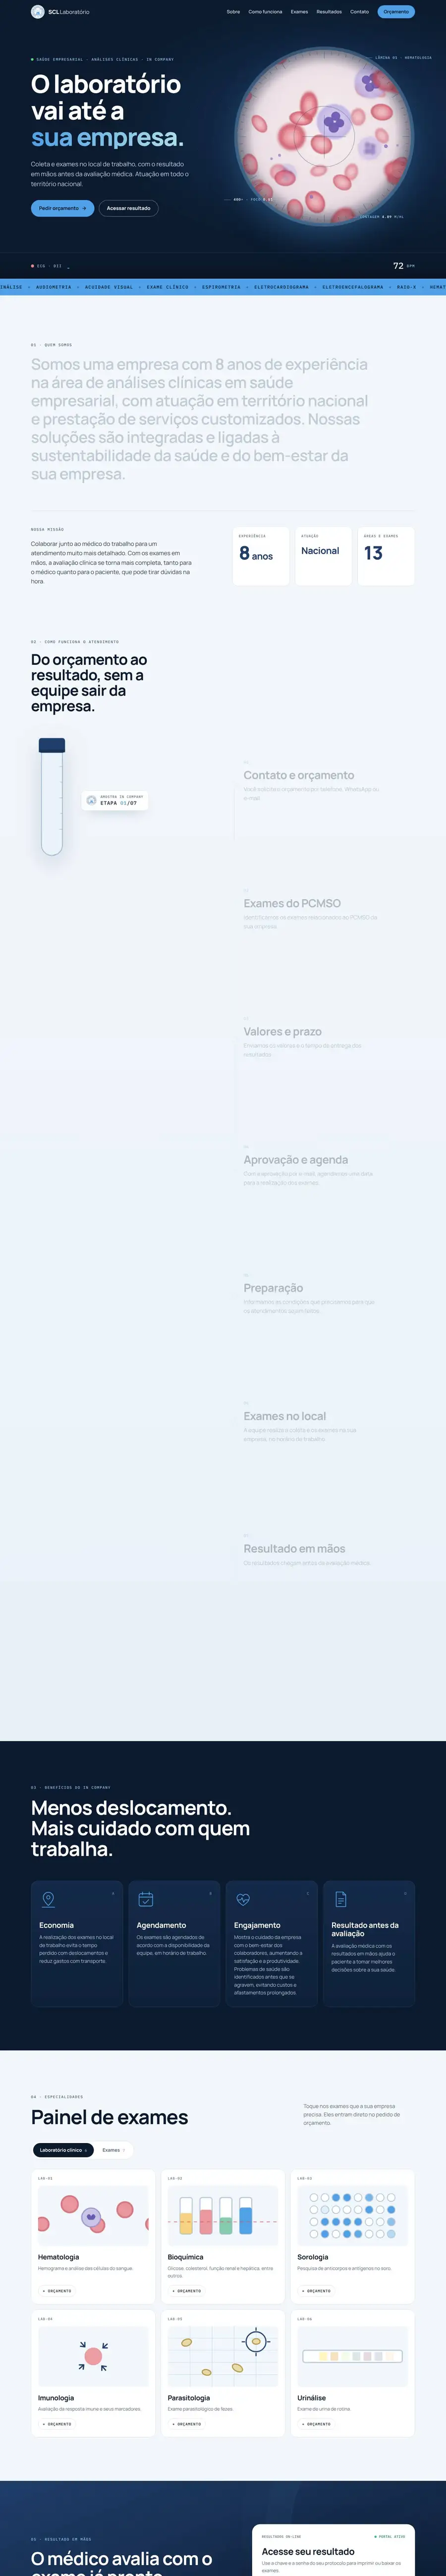 SCL Laboratório
Sobre Como funciona Exames Resultados Contato Orçamento
SAÚDE EMPRESARIAL · ANÁLISES CLÍNICAS · IN COMPANY
O laboratório
vai até a
sua empresa.
Coleta e exames no local de trabalho, com o resultado
em mãos antes da avaliação médica. Atuação em todo o
território nacional.
Pedir orçamento →
Acessar resultado
LÂMINA 01 · HEMATOLOGIA
ECG · DII
72 BPM
AUDIOMETRIA
ACUIDADE VISUAL
EXAME CLÍNICO
ESPIROMETRIA
ELETROCARDIOGRAMA
ELETROENCEFALOGRAMA
RAIO-X
01 · QUEM SOMOS
Somos uma empresa com 8 anos de experiência
na área de análises clínicas em saúde
empresarial, com atuação em território nacional
e prestação de serviços customizados. Nossas
soluções são integradas e ligadas à
sustentabilidade da saúde e do bem-estar da
sua empresa.
NOSSA MISSÃO
Colaborar junto ao médico do trabalho para um
atendimento muito mais detalhado. Com os exames em
mãos, a avaliação clínica se torna mais completa, tanto para
o médico quanto para o paciente, que pode tirar dúvidas na
hora.
EXPERIÊNCIA
8 anos
ATUAÇÃO
Nacional
ÁREAS E EXAMES
13
02 · COMO FUNCIONA O ATENDIMENTO
Do orçamento ao
resultado, sem a
equipe sair da
empresa.
AMOSTRA IN COMPANY
ETAPA 01/07
Contato e orçamento
Exames do PCMSO
Valores e prazo
Aprovação e agenda
Preparação
Exames no local
Resultado em mãos
03 · BENEFÍCIOS DO IN COMPANY
Menos deslocamento.
Mais cuidado com quem
trabalha.
Economia
A realização dos exames no local
de trabalho evita o tempo
perdido com deslocamentos e
reduz gastos com transporte.
Agendamento
Os exames são agendados de
acordo com a disponibilidade da
equipe, em horário de trabalho.
Engajamento
Mostra o cuidado da empresa
com o bem-estar dos
colaboradores, aumentando a
satisfação e a produtividade.
Problemas de saúde são
identificados antes que se
agravem, evitando custos e
afastamentos prolongados.
Resultado antes da
avaliação
A avaliação médica com os
resultados em mãos ajuda o
paciente a tomar melhores
decisões sobre a sua saúde.
04 · ESPECIALIDADES
Painel de exames
Toque nos exames que a sua empresa
precisa. Eles entram direto no pedido de
orçamento.
Laboratório clínico
Exames
LAB-01
Hematologia
Hemograma e análise das células do sangue.
+ ORÇAMENTO
LAB-02
Bioquímica
Glicose, colesterol, função renal e hepática, entre
outros.
+ ORÇAMENTO
LAB-03
Sorologia
Pesquisa de anticorpos e antígenos no soro.
+ ORÇAMENTO
LAB-04
Imunologia
Avaliação da resposta imune e seus marcadores.
+ ORÇAMENTO
LAB-05
Parasitologia
Exame parasitológico de fezes.
+ ORÇAMENTO
LAB-06
Urinálise
Exame de urina de rotina.
+ ORÇAMENTO
05 · RESULTADO EM MÃOS
O médico avalia com o
RESULTADOS ON-LINE
PORTAL ATIVO
Acesse seu resultado
Use a chave e a senha do seu protocolo para imprimir ou baixar os
exames.